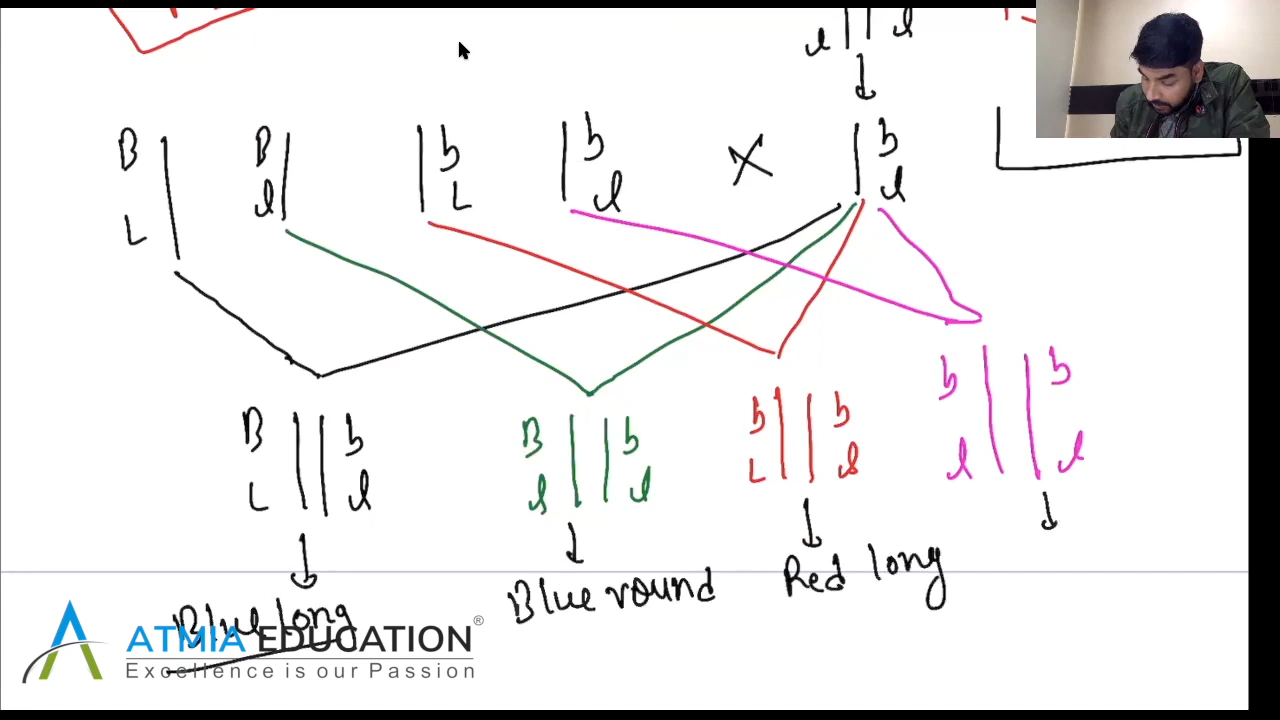 l l
B B b b × b
L l L l l
B b B b b b b b
L l l l L l l l
Blue long Blue round Red long
ATMIA EDUCATION®
Excellence is our Passion